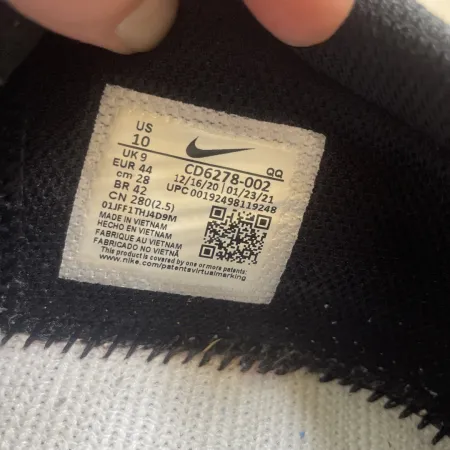 US
10
UK 9
EUR 44
cm 28
BR 42
CN 280(2.5)
QQ
CD6278-002
12/16/20 | 01/23/21
UPC 00192498119248
01JFF1THJ4D9M
MADE IN VIETNAM
HECHO EN VIETNAM
FABRIQUE AU VIETNAM
FABRICADO NO VIETNÃ
This product is covered by one or more patents:
www.nike.com/patentsvirtualmarking